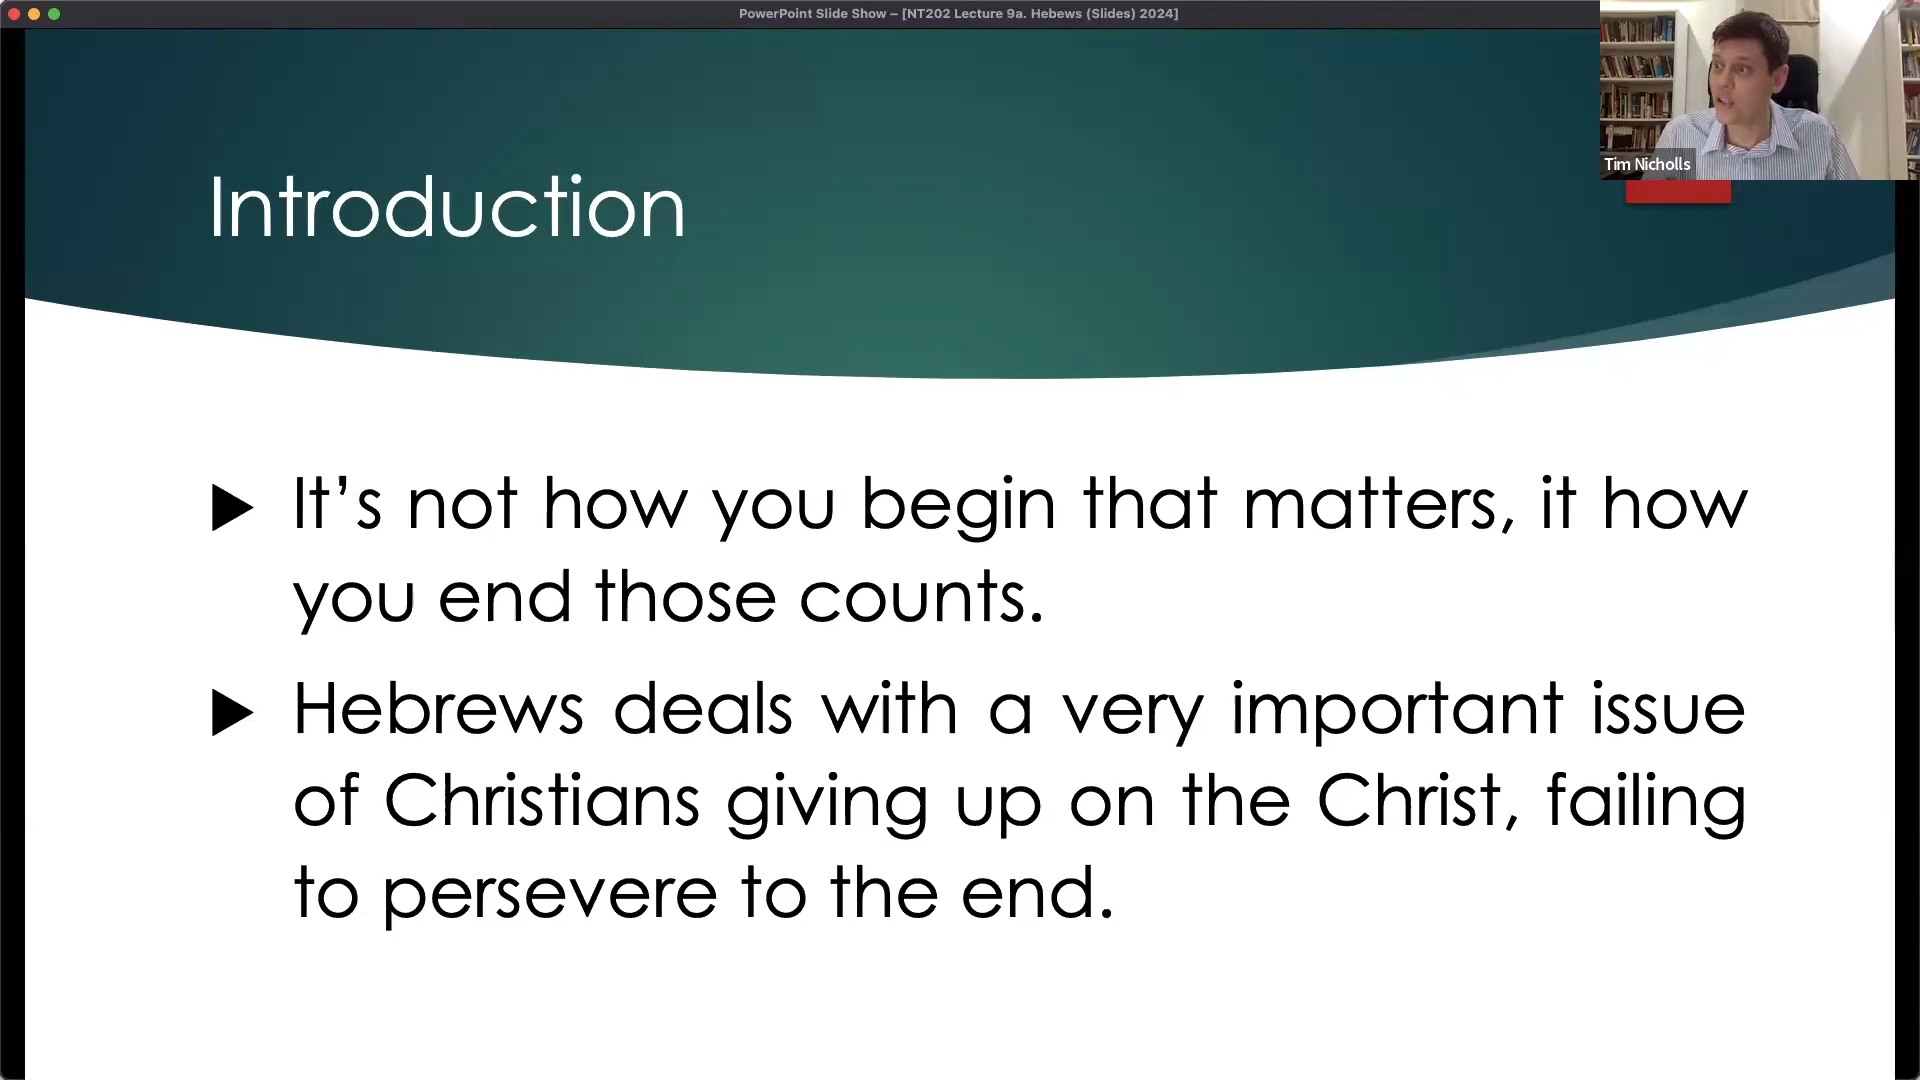 PowerPoint Slide Show – [NT202 Lecture 9a. Hebews (Slides) 2024]
Tim Nicholls
Introduction
It’s not how you begin that matters, it how
you end those counts.
Hebrews deals with a very important issue
of Christians giving up on the Christ, failing
to persevere to the end.